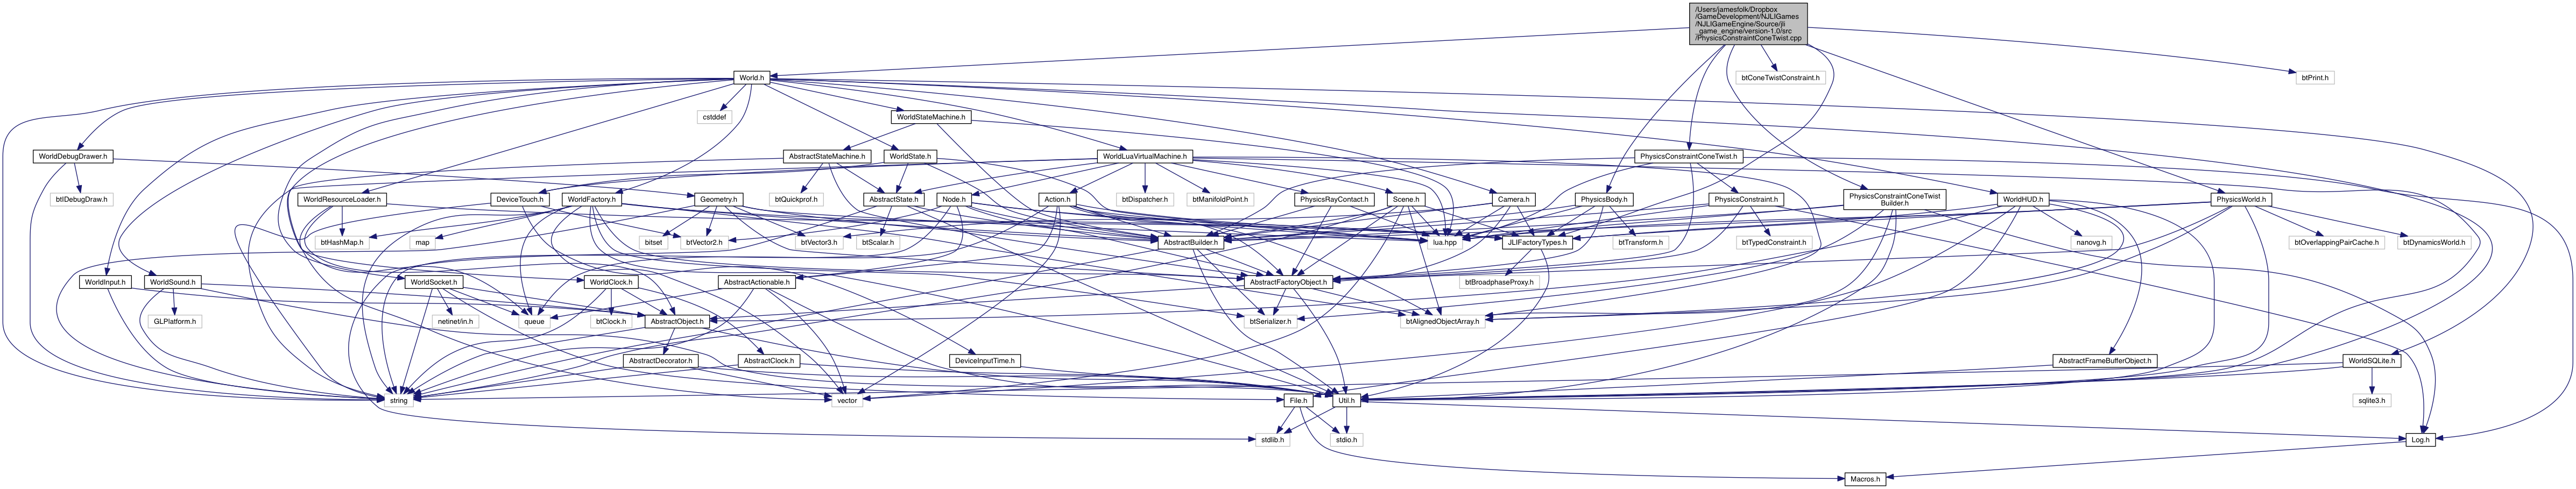 /Users/jamesfolk/Dropbox
/GameDevelopment/NJLIGames
/NJLIGameEngine/Source/jli
_game_engine/version-1.0/src
/PhysicsConstraintConeTwist.cpp
World.h
btConeTwistConstraint.h
btPrint.h
cstddef
WorldStateMachine.h
WorldDebugDrawer.h
AbstractStateMachine.h
WorldState.h
WorldLuaVirtualMachine.h
PhysicsConstraintConeTwist.h
btIDebugDraw.h
WorldResourceLoader.h
DeviceTouch.h
WorldFactory.h
Geometry.h
btQuickprof.h
AbstractState.h
Node.h
Action.h
btDispatcher.h
btManifoldPoint.h
PhysicsRayContact.h
Scene.h
Camera.h
PhysicsBody.h
PhysicsConstraint.h
PhysicsConstraintConeTwist
Builder.h
WorldHUD.h
PhysicsWorld.h
btHashMap.h
map
bitset
btVector2.h
btVector3.h
btScalar.h
AbstractBuilder.h
lua.hpp
JLIFactoryTypes.h
btTransform.h
btTypedConstraint.h
nanovg.h
btOverlappingPairCache.h
btDynamicsWorld.h
WorldInput.h
WorldSound.h
WorldSocket.h
WorldClock.h
AbstractActionable.h
AbstractFactoryObject.h
btBroadphaseProxy.h
GLPlatform.h
netinet/in.h
queue
btClock.h
AbstractObject.h
btSerializer.h
btAlignedObjectArray.h
AbstractDecorator.h
AbstractClock.h
DeviceInputTime.h
AbstractFrameBufferObject.h
WorldSQLite.h
string
vector
File.h
Util.h
sqlite3.h
stdlib.h
stdio.h
Log.h
Macros.h